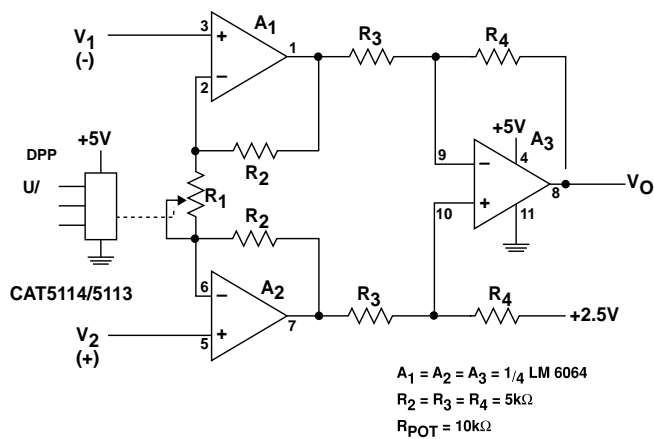 A1
R3
R4
V1
(-)
3
+
1
2
–
+5V
A3
DPP
+5V
R2
9
–
4
8
VO
U/
R1
10
+
11
R2
CAT5114/5113
6
–
A2
7
R3
R4
+2.5V
V2
(+)
5
+
A1 = A2 = A3 = 1/4 LM 6064
R2 = R3 = R4 = 5kΩ
RPOT = 10kΩ